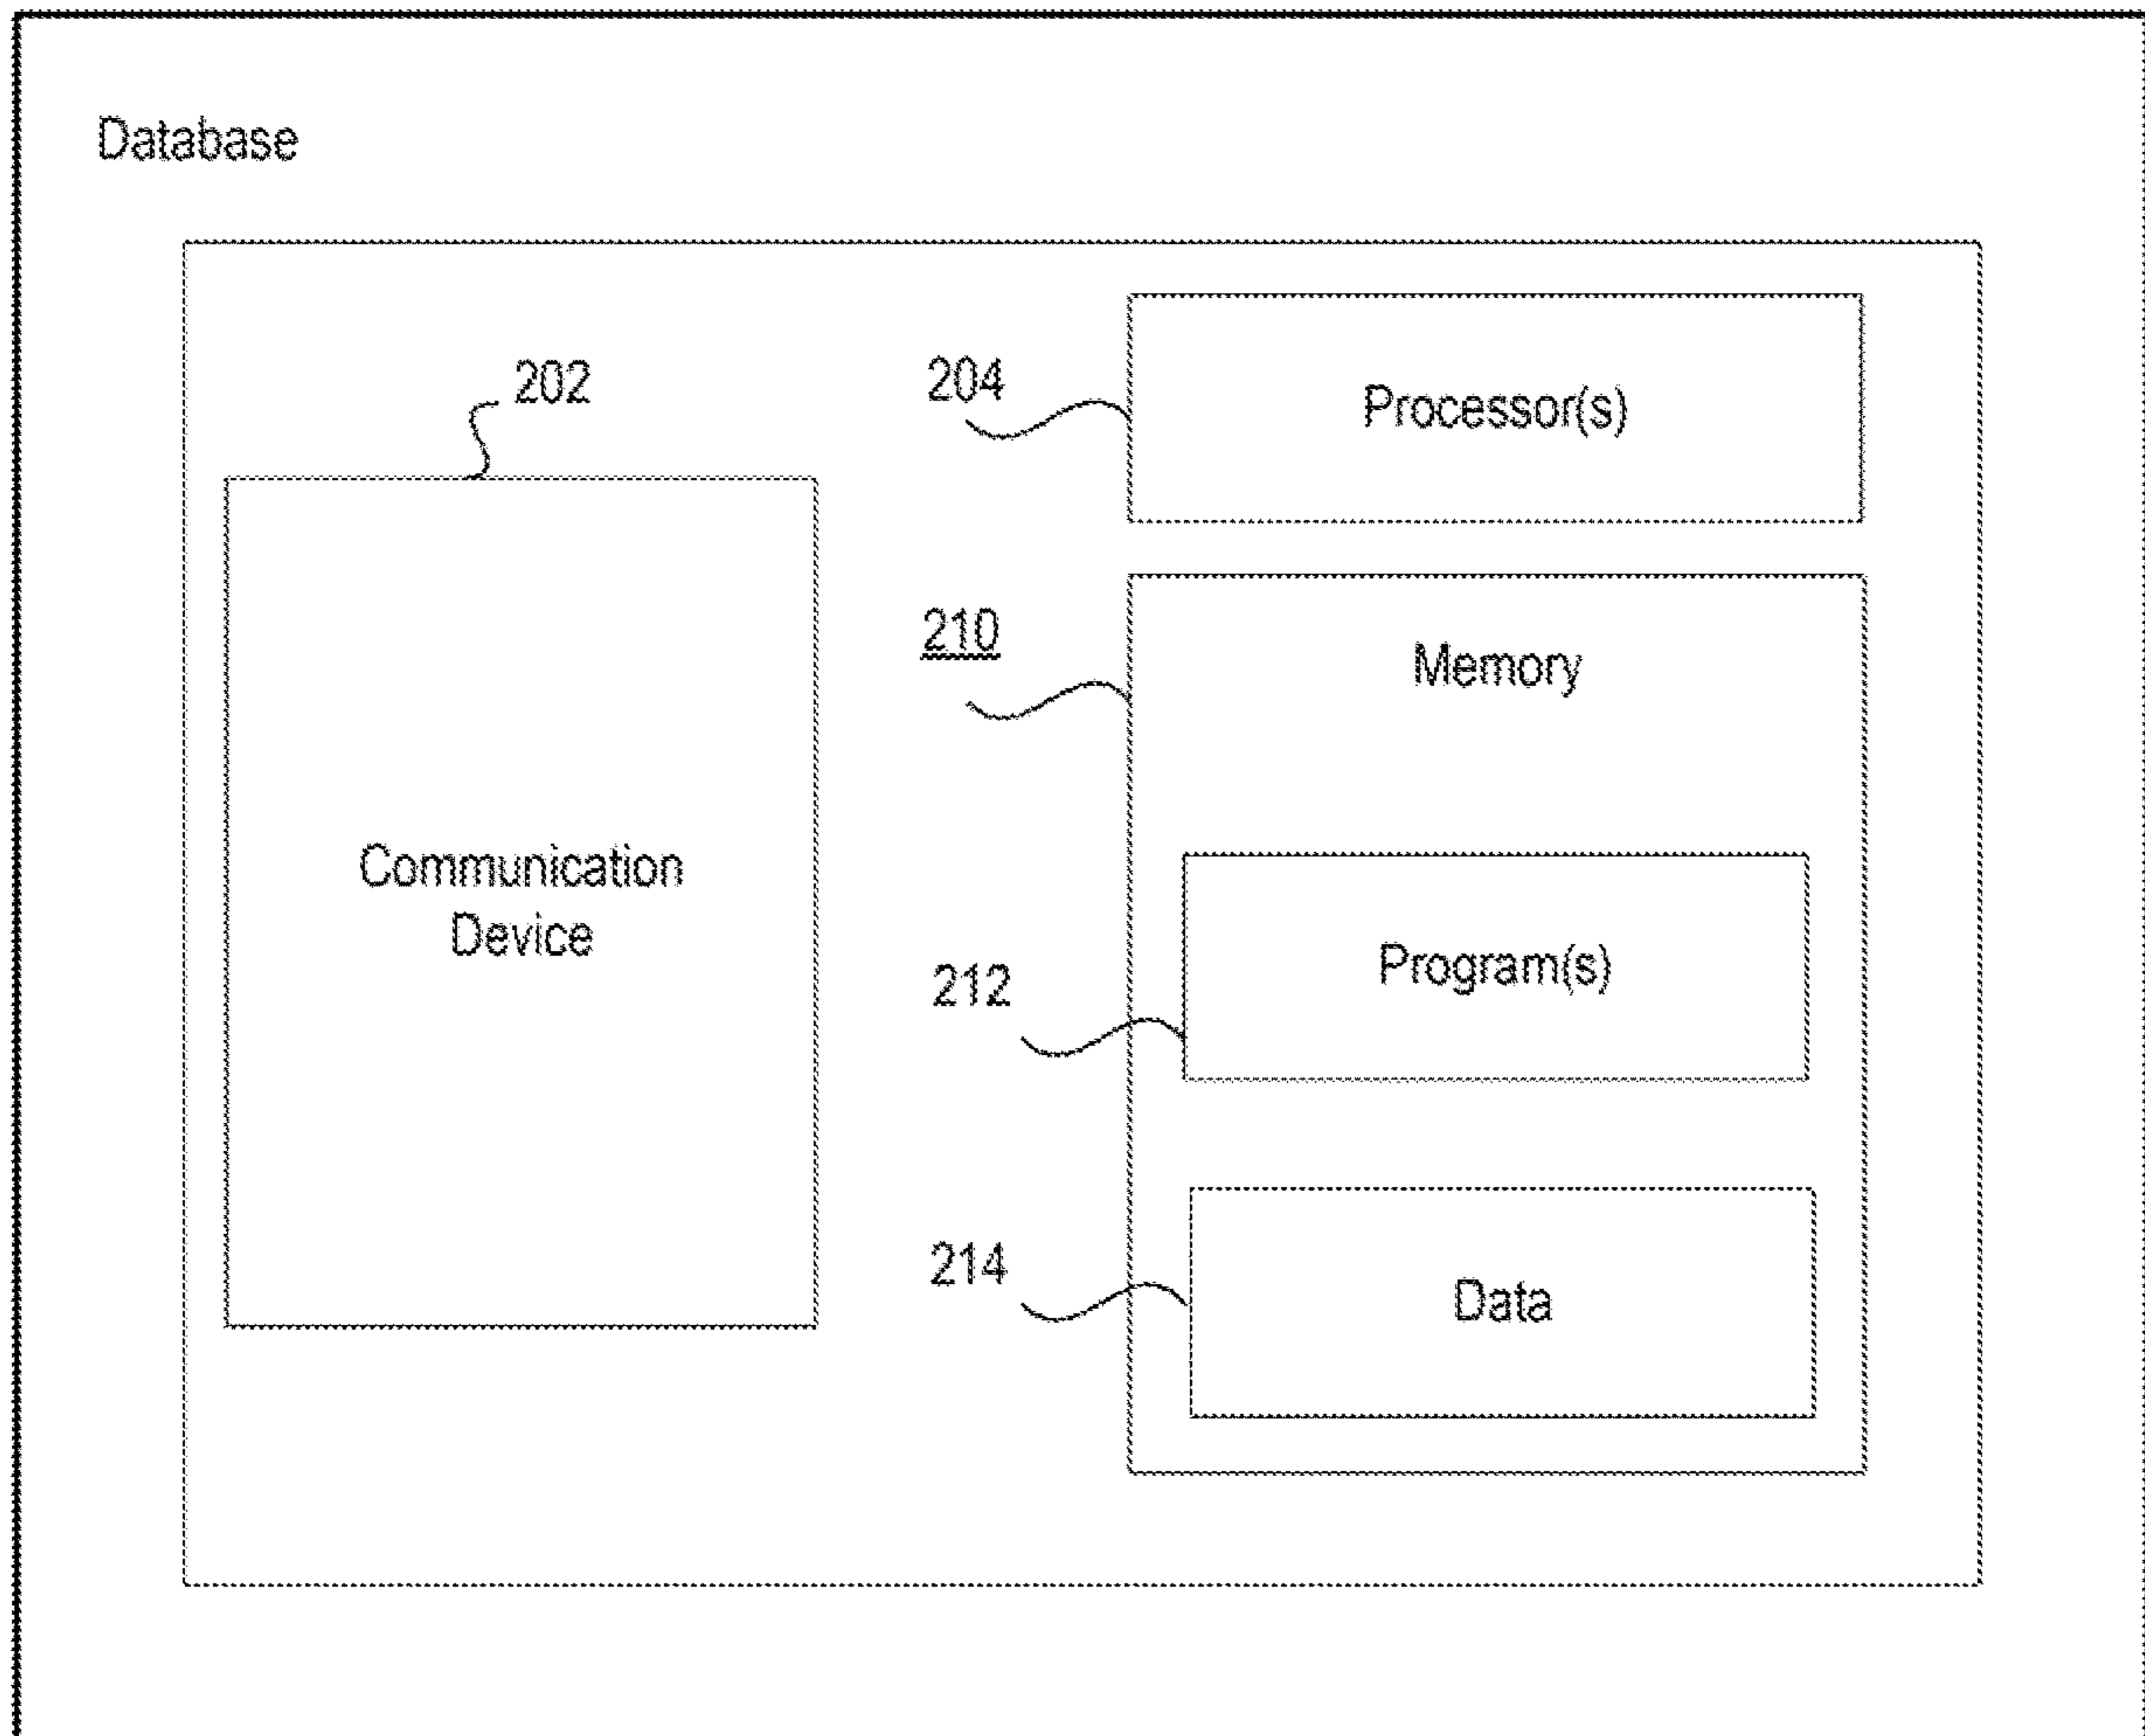 Database
202
204
Processor(s)
210
Memory
Communication
Device
212
Program(s)
214
Data